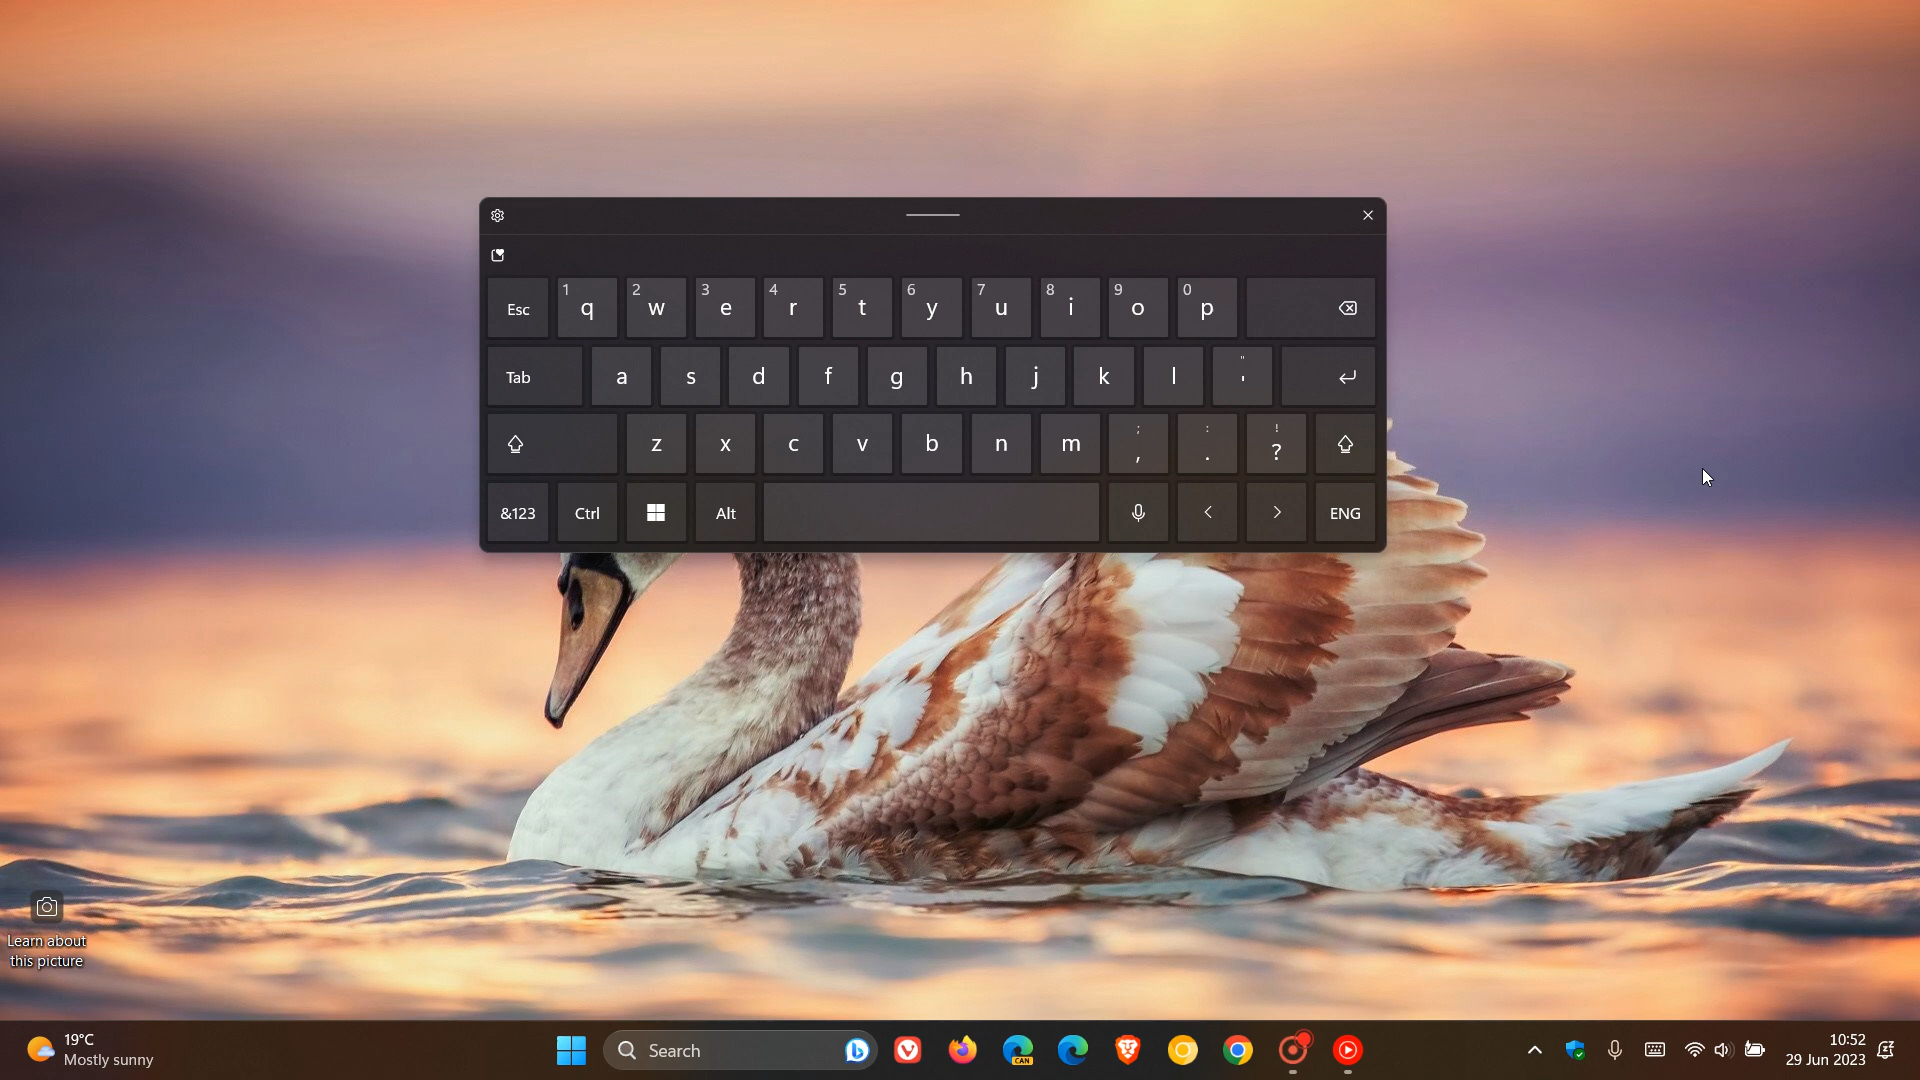 Esc 1 q 2 w 3 e 4 r 5 t 6 y 7 u 8 i 9 o 0 p
Tab a s d f g h j k l " '
z x c v b n m ; , : . ! ?
&123 Ctrl Alt < > ENG
Learn about
this picture
19°C
Mostly sunny
Search
CAN
10:52
29 Jun 2023